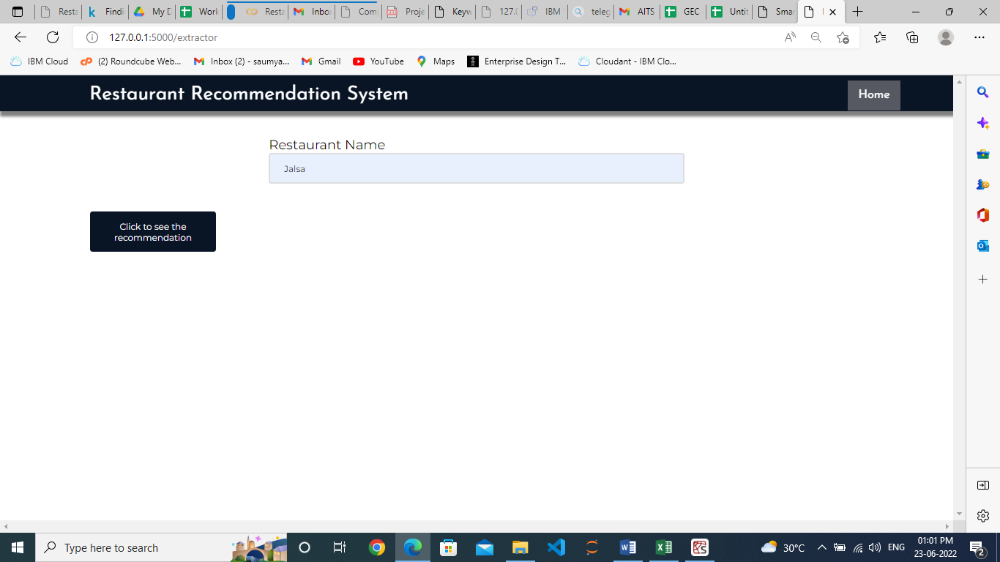 Resta
Findi
My D
Work
Resta
Inbox
Com
Proje
Keyw
127.0
IBM
teleg
AITS
GEC
Untit
Smar
127.0.0.1:5000/extractor
IBM Cloud
(2) Roundcube Web...
Inbox (2) - saumya...
Gmail
YouTube
Maps
Enterprise Design T...
Cloudant - IBM Clo...
Restaurant Recommendation System
Home
Restaurant Name
Jalsa
Click to see the
recommendation
Type here to search
30°C
ENG
01:01 PM
23-06-2022
2